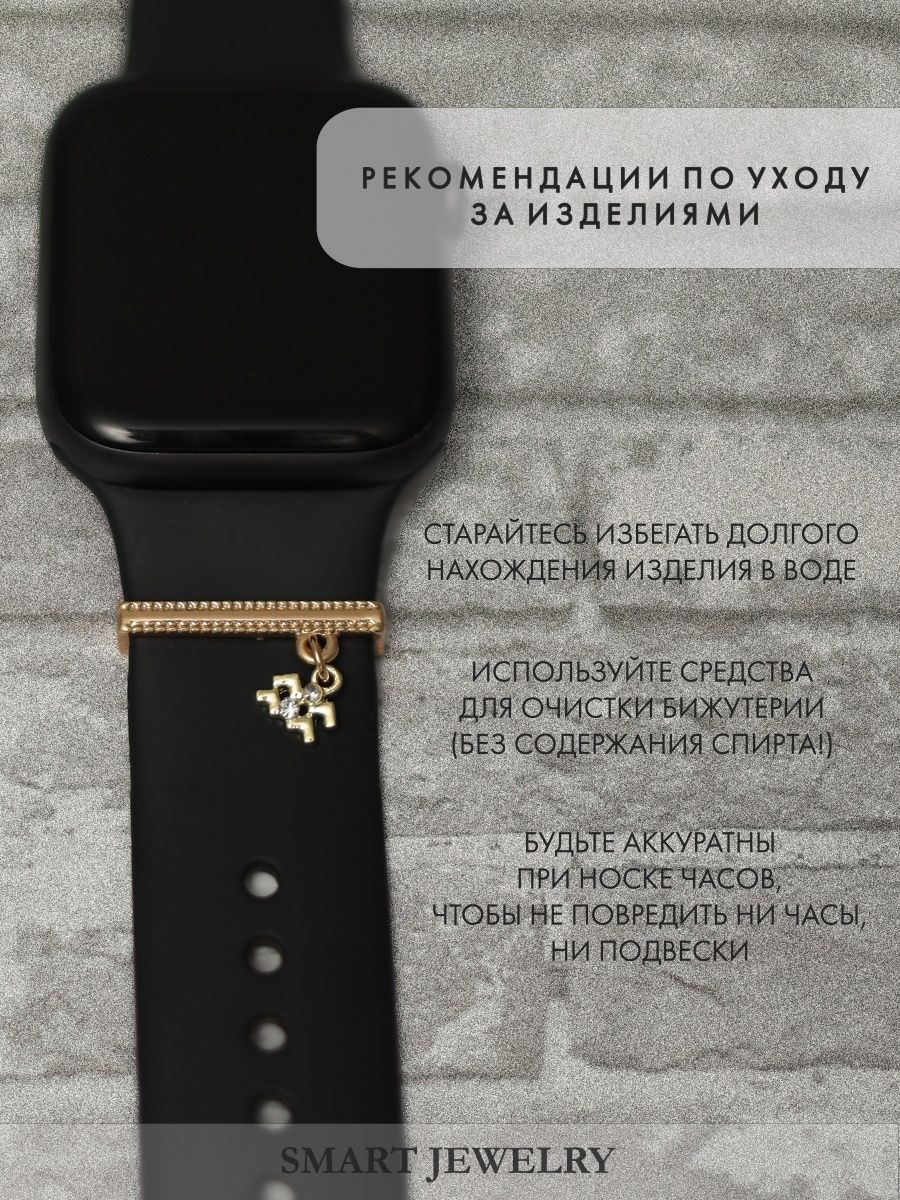 РЕКОМЕНДАЦИИ ПО УХОДУ
ЗА ИЗДЕЛИЯМИ
СТАРАЙТЕСЬ ИЗБЕГАТЬ ДОЛГОГО
НАХОЖДЕНИЯ ИЗДЕЛИЯ В ВОДЕ
ИСПОЛЬЗУЙТЕ СРЕДСТВА
ДЛЯ ОЧИСТКИ БИЖУТЕРИИ
(БЕЗ СОДЕРЖАНИЯ СПИРТА!)
БУДЬТЕ АККУРАТНЫ
ПРИ НОСКЕ ЧАСОВ,
ЧТОБЫ НЕ ПОВРЕДИТЬ НИ ЧАСЫ,
НИ ПОДВЕСКИ
SMART JEWELRY